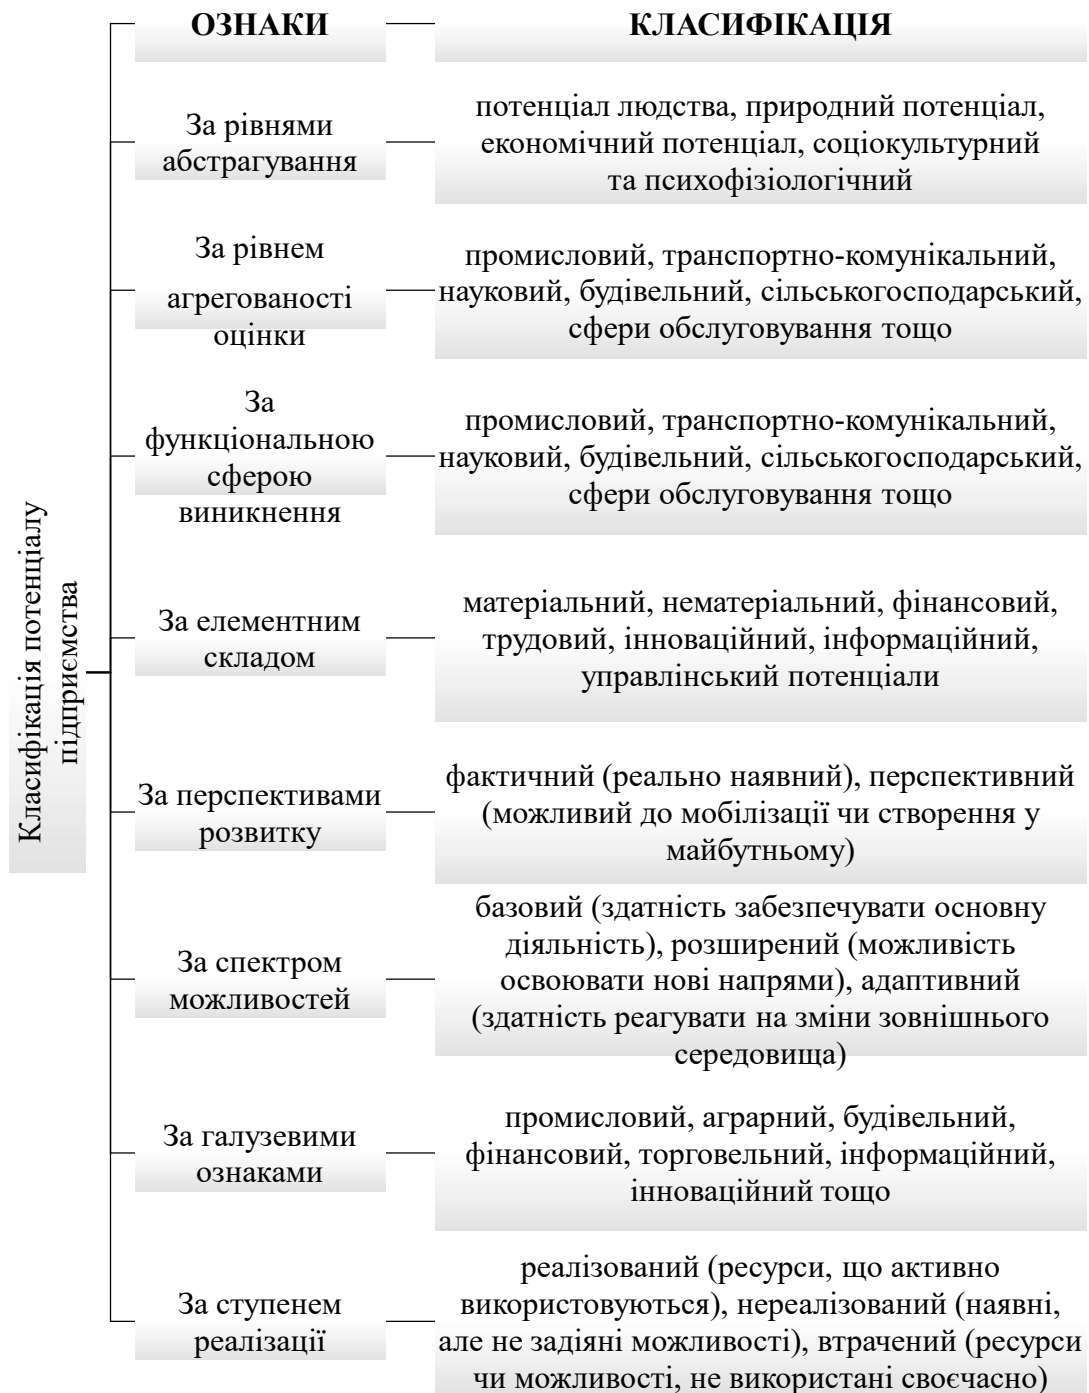 Класифікація потенціалу
підприємства
ОЗНАКИ
КЛАСИФІКАЦІЯ
За рівнями
абстрагування
потенціал людства, природний потенціал,
економічний потенціал, соціокультурний
та психофізіологічний
За рівнем
агрегованості
оцінки
промисловий, транспортно-комунікальний,
науковий, будівельний, сільськогосподарський,
сфери обслуговування тощо
За
функціональною
сферою
виникнення
промисловий, транспортно-комунікальний,
науковий, будівельний, сільськогосподарський,
сфери обслуговування тощо
За елементним
складом
матеріальний, нематеріальний, фінансовий,
трудовий, інноваційний, інформаційний,
управлінський потенціали
За перспективами
розвитку
фактичний (реально наявний), перспективний
(можливий до мобілізації чи створення у
майбутньому)
За спектром
можливостей
базовий (здатність забезпечувати основну
діяльність), розширений (можливість
освоювати нові напрями), адаптивний
(здатність реагувати на зміни зовнішнього
середовища)
За галузевими
ознаками
промисловий, аграрний, будівельний,
фінансовий, торговельний, інформаційний,
інноваційний тощо
За ступенем
реалізації
реалізований (ресурси, що активно
використовуються), нереалізований (наявні,
але не задіяні можливості), втрачений (ресурси
чи можливості, не використані своєчасно)